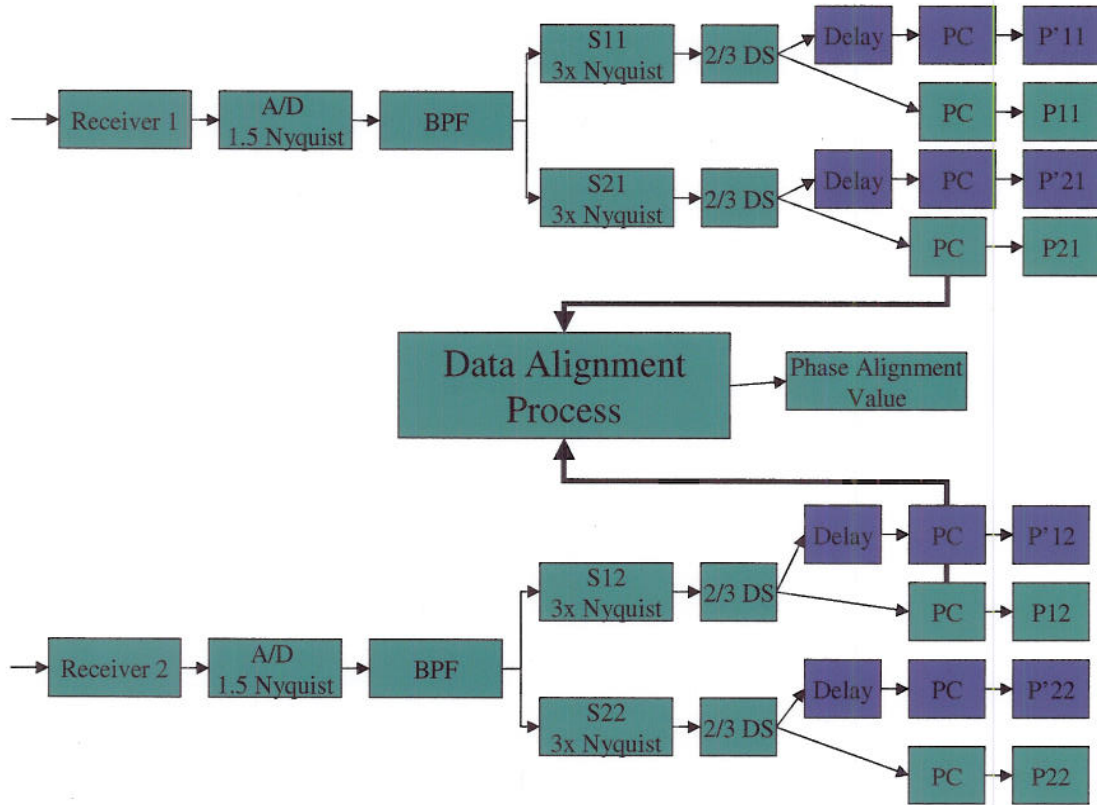 S11
3x Nyquist
2/3 DS
Delay
PC
P'11
Receiver 1
A/D
1.5 Nyquist
BPF
PC
P11
S21
3x Nyquist
2/3 DS
Delay
PC
P'21
PC
P21
Data Alignment
Process
Phase Alignment
Value
Delay
PC
P'12
S12
3x Nyquist
2/3 DS
PC
P12
Receiver 2
A/D
1.5 Nyquist
BPF
Delay
PC
P'22
S22
3x Nyquist
2/3 DS
PC
P22